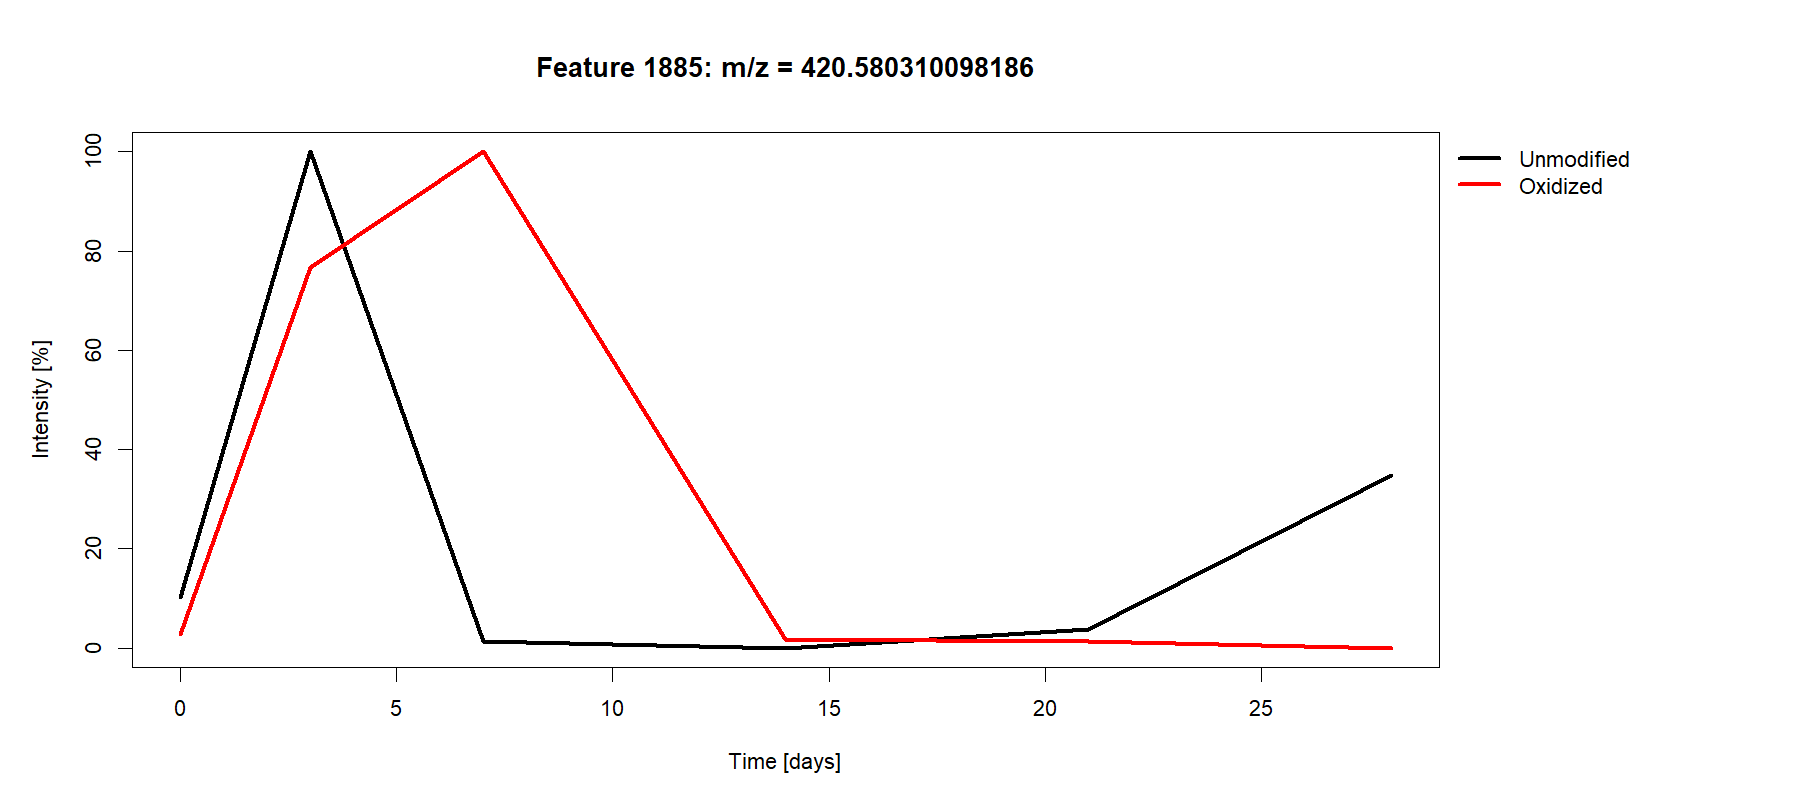 Feature 1885: m/z = 420.580310098186
Unmodified
Oxidized
100
80
60
40
20
0
Intensity [%]
0 5 10 15 20 25
Time [days]